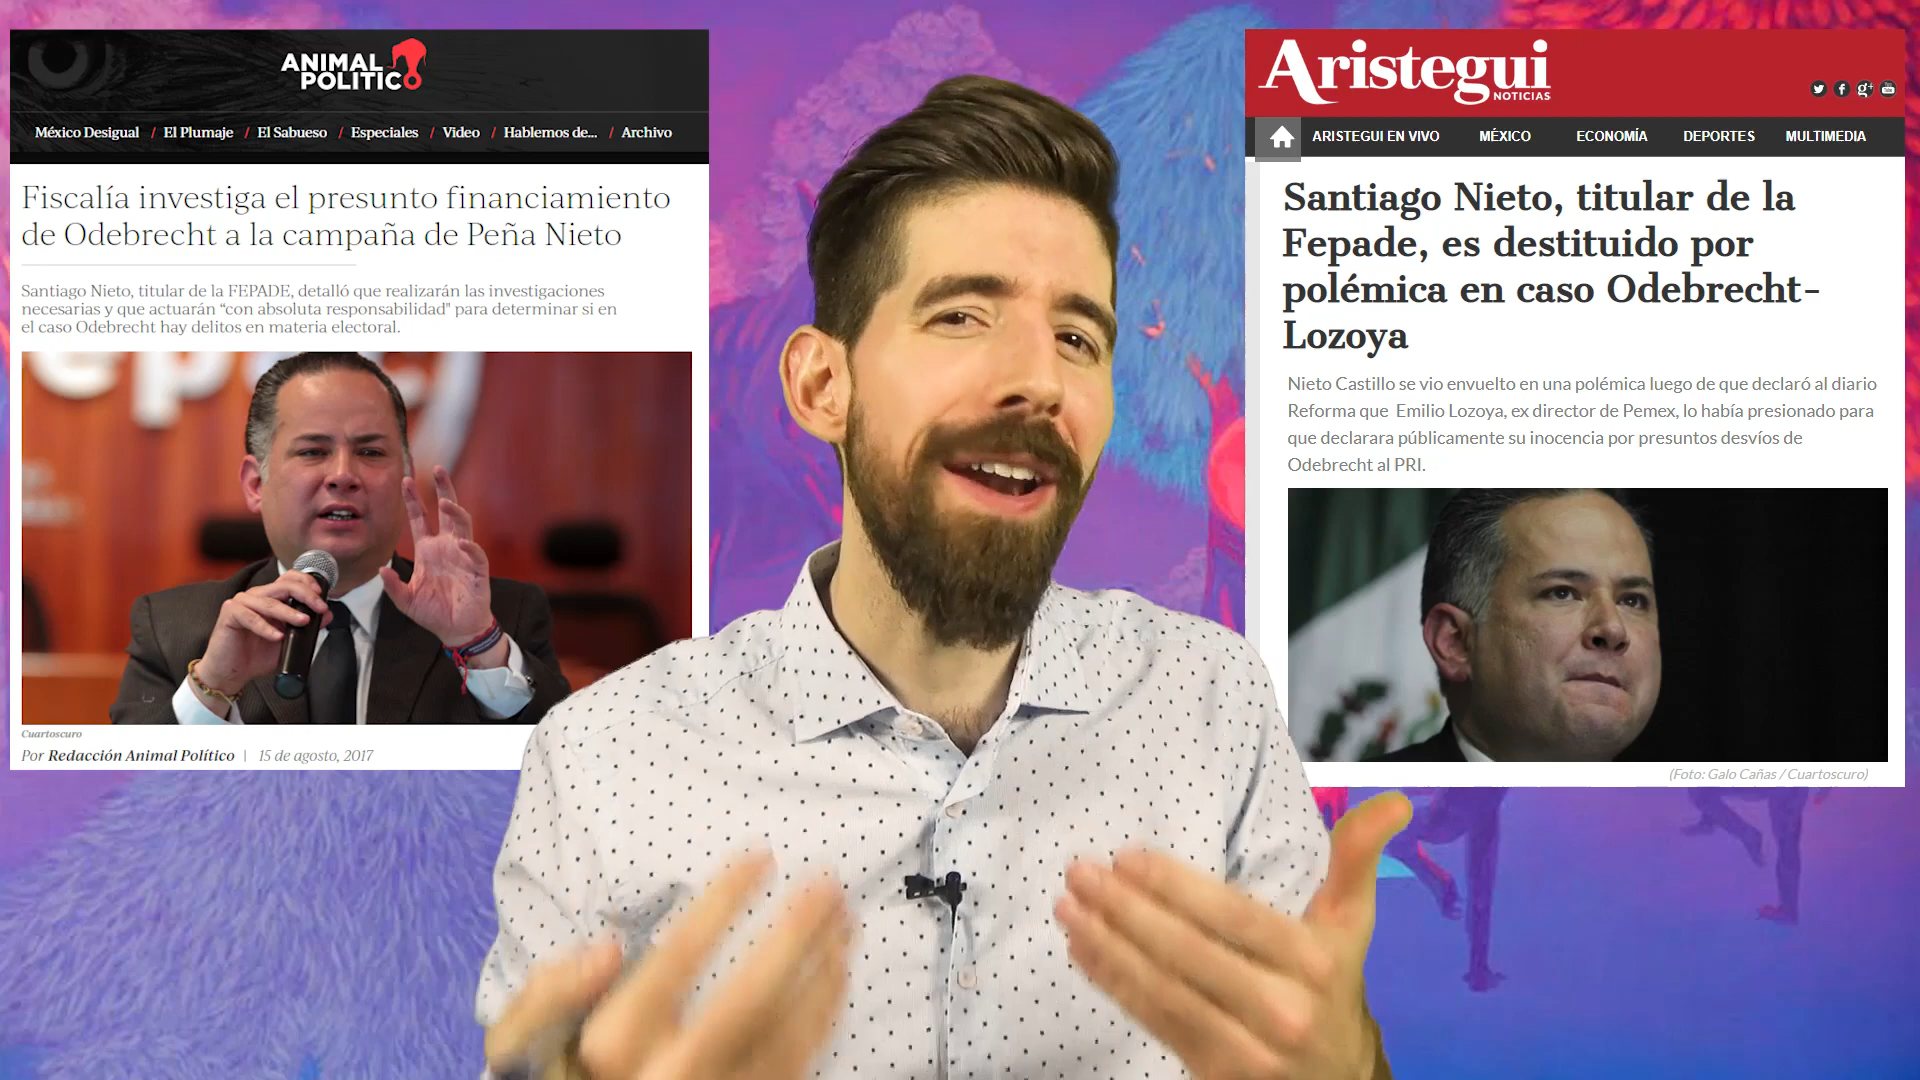 ANIMAL
POLITICO
México Desigual / El Plumaje / El Sabueso / Especiales / Video / Hablemos de... / Archivo
Fiscalía investiga el presunto financiamiento
de Odebrecht a la campaña de Peña Nieto
Santiago Nieto, titular de la FEPADE, detalló que realizarán las investigaciones
necesarias y que actuarán “con absoluta responsabilidad" para determinar si en
el caso Odebrecht hay delitos en materia electoral.
Cuartoscuro
Por Redacción Animal Político | 15 de agosto, 2017
Aristegui
NOTICIAS
ARISTEGUI EN VIVO MÉXICO ECONOMÍA DEPORTES MULTIMEDIA
Santiago Nieto, titular de la
Fepade, es destituido por
polémica en caso Odebrecht-
Lozoya
Nieto Castillo se vio envuelto en una polémica luego de que declaró al diario
Reforma que Emilio Lozoya, ex director de Pemex, lo había presionado para
que declarara públicamente su inocencia por presuntos desvíos de
Odebrecht al PRI.
(Foto: Galo Cañas / Cuartoscuro)